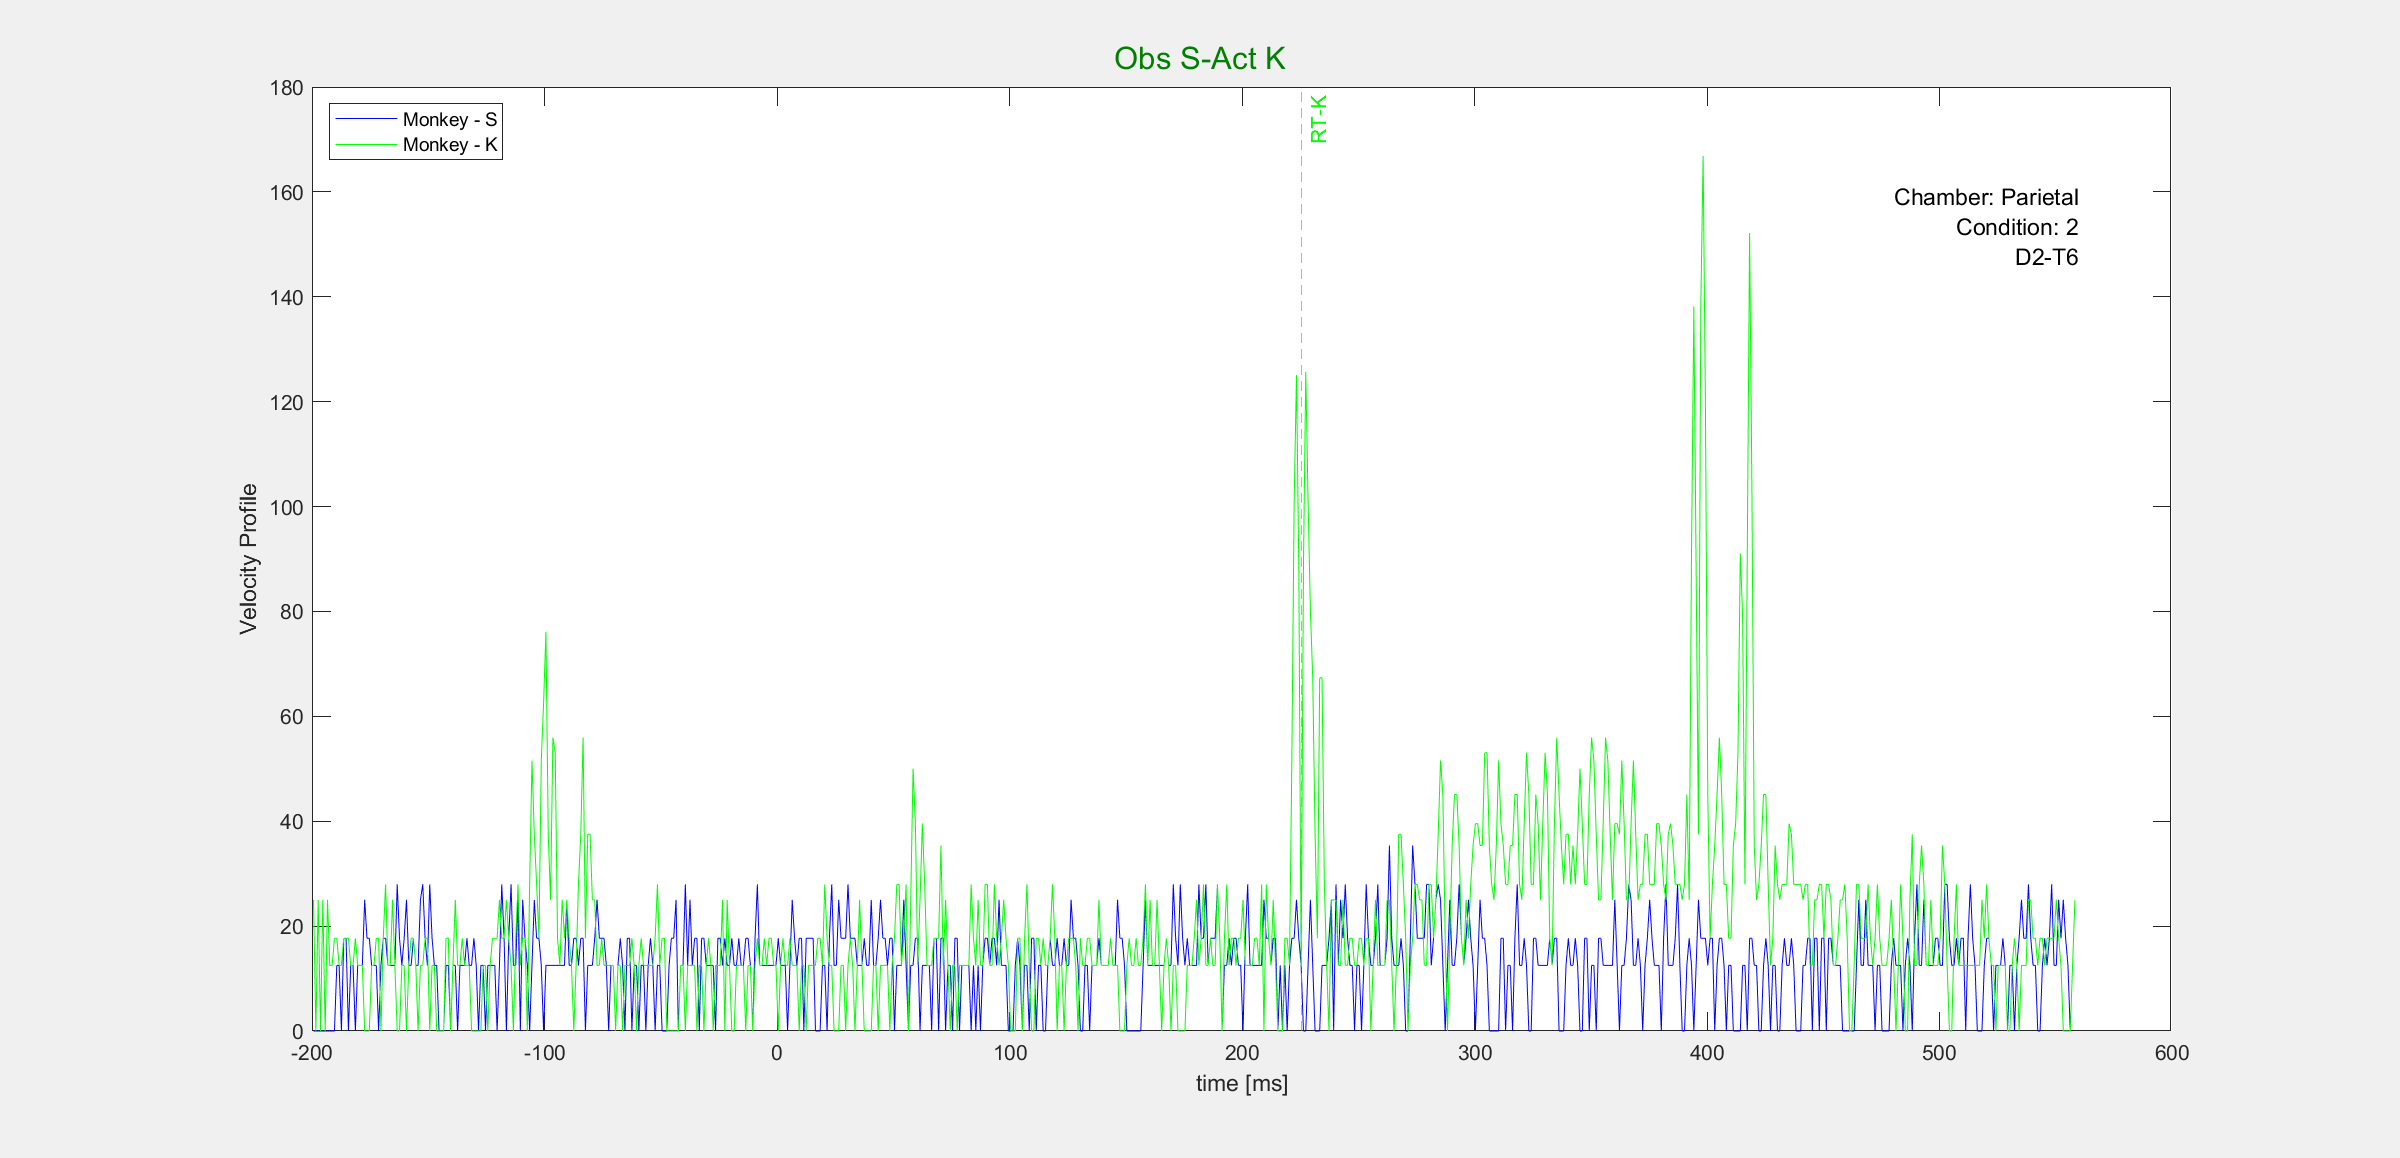 Obs S-Act K
Monkey - S
Monkey - K
RT-K
Chamber: Parietal
Condition: 2
D2-T6
Velocity Profile
180
160
140
120
100
80
60
40
20
0
-200
-100
0
100
200
300
400
500
600
time [ms]